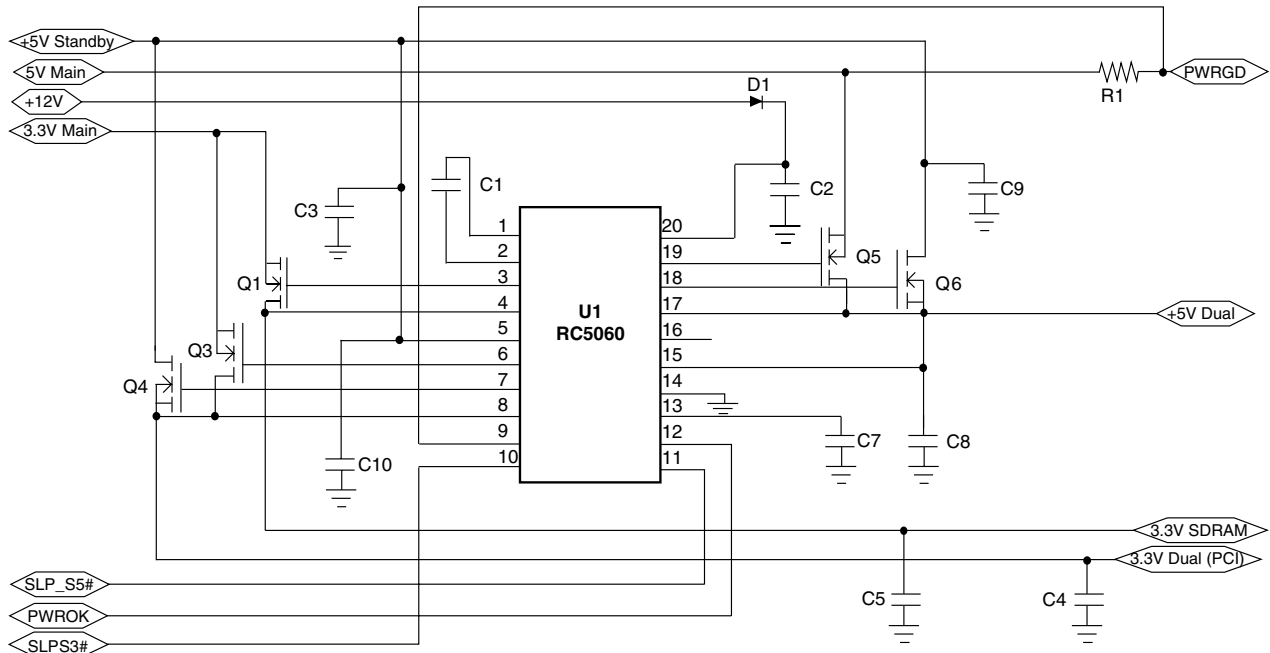 +5V Standby
5V Main
+12V
3.3V Main
D1
R1
PWRGD
C1
C2
C9
C3
1
2
3
4
5
6
7
8
9
10
20
19
18
17
16
15
14
13
12
11
U1
RC5060
Q1
Q3
Q4
Q5
Q6
+5V Dual
C10
C7
C8
3.3V SDRAM
3.3V Dual (PCI)
SLP_S5#
PWROK
SLPS3#
C5
C4